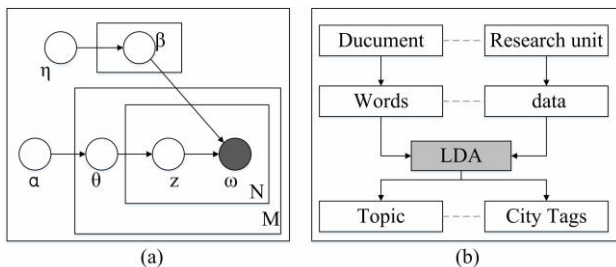 η
β
α
θ
z
ω
N
M
(a)
Ducument
Research unit
Words
data
LDA
Topic
City Tags
(b)